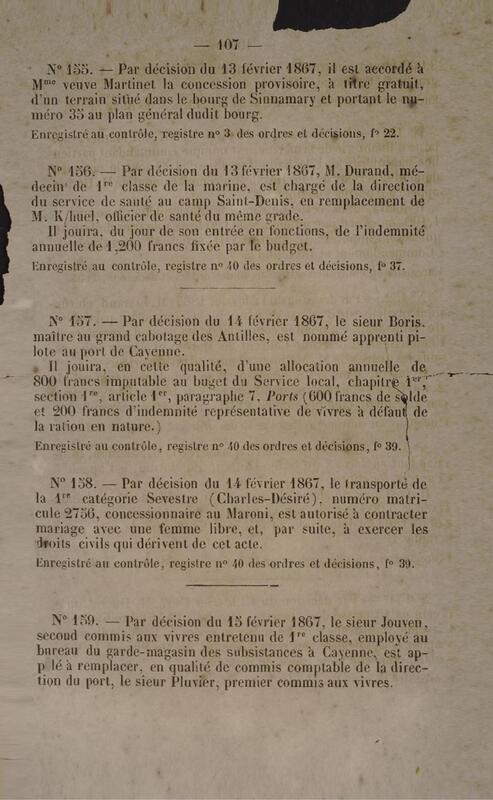 — 107 —
Nº 155. — Par décision du 13 février 1867, il est accordé à
Mme veuve Martinet la concession provisoire, à titre gratuit,
d'un terrain situé dans le bourg de Sinnamary et portant le nu-
méro 35 au plan général dudit bourg.
Enregistré au contrôle, registre nº 3 des ordres et décisions, fº 22.
Nº 156. — Par décision du 13 février 1867, M. Durand, mé-
decin de 1re classe de la marine, est chargé de la direction
du service de santé au camp Saint-Denis, en remplacement de
M. K/huel, officier de santé du même grade.
Il jouira, du jour de son entrée en fonctions, de l'indemnité
annuelle de 1,200 francs fixée par le budget.
Enregistré au contrôle, registre nº 40 des ordres et décisions, fº 37.
Nº 157. — Par décision du 14 février 1867, le sieur Boris,
maître au grand cabotage des Antilles, est nommé apprenti pi-
lote au port de Cayenne.
Il jouira, en cette qualité, d'une allocation annuelle de
800 francs imputable au buget du Service local, chapitre 1er,
section 1re, article 1er, paragraphe 7, Ports (600 francs de solde
et 200 francs d'indemnité représentative de vivres à défaut de
la ration en nature.)
Enregistré au contrôle, registre nº 40 des ordres et décisions, fº 39.
Nº 158. — Par décision du 14 février 1867, le transporté de
la 1re catégorie Sevestre (Charles-Désiré), numéro matri-
cule 2756, concessionnaire au Maroni, est autorisé à contracter
mariage avec une femme libre, et, par suite, à exercer les
droits civils qui dérivent de cet acte.
Enregistré au contrôle, registre nº 40 des ordres et décisions, fº 39.
Nº 159. — Par décision du 15 février 1867, le sieur Jouven,
second commis aux vivres entretenu de 1re classe, employé au
bureau du garde-magasin des subsistances à Cayenne, est ap-
p lé à remplacer, en qualité de commis comptable de la direc-
tion du port, le sieur Pluvier, premier commis aux vivres.